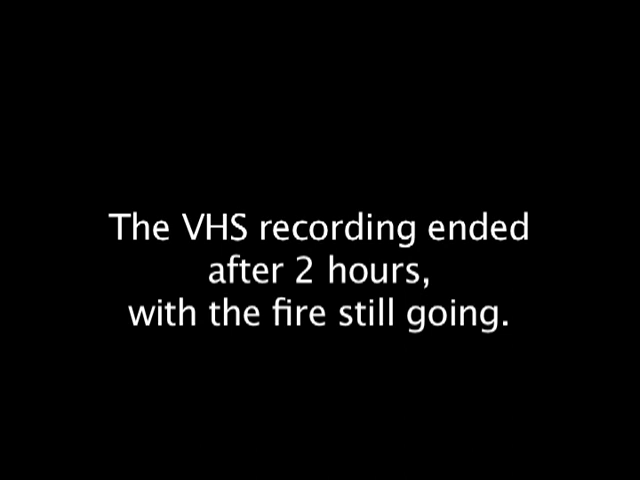 The VHS recording ended
after 2 hours,
with the fire still going.